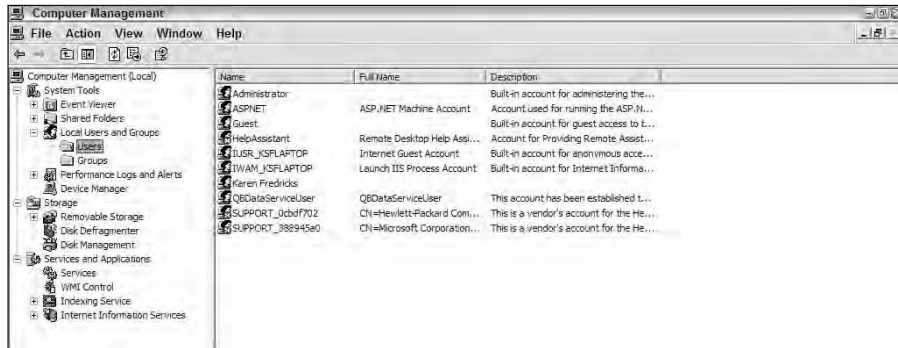 Computer Management
File Action View Window Help
Computer Management (Local)
System Tools
Event Viewer
Shared Folders
Local Users and Groups
Users
Groups
Performance Logs and Alerts
Device Manager
Storage
Removable Storage
Disk Defragmenter
Disk Management
Services and Applications
Services
WMI Control
Indexing Service
Internet Information Services
Name Full Name Description
Administrator Built-in account for administering the...
ASPNET ASP.NET Machine Account Account used for running the ASP.N...
Guest Built-in account for guest access to t...
HelpAssistant Remote Desktop Help Assi... Account for Providing Remote Assist...
IUSR_KSFLAPTOP Internet Guest Account Built-in account for anonymous acce...
IWAM_KSFLAPTOP Launch IIS Process Account Built-in account for Internet Informa...
Karen Fredricks
QBDataServiceUser QBDataServiceUser This account has been established t...
SUPPORT_0cbdf702 CN=Hewlett-Packard Com... This is a vendor's account for the He...
SUPPORT_388945a0 CN=Microsoft Corporation... This is a vendor's account for the He...